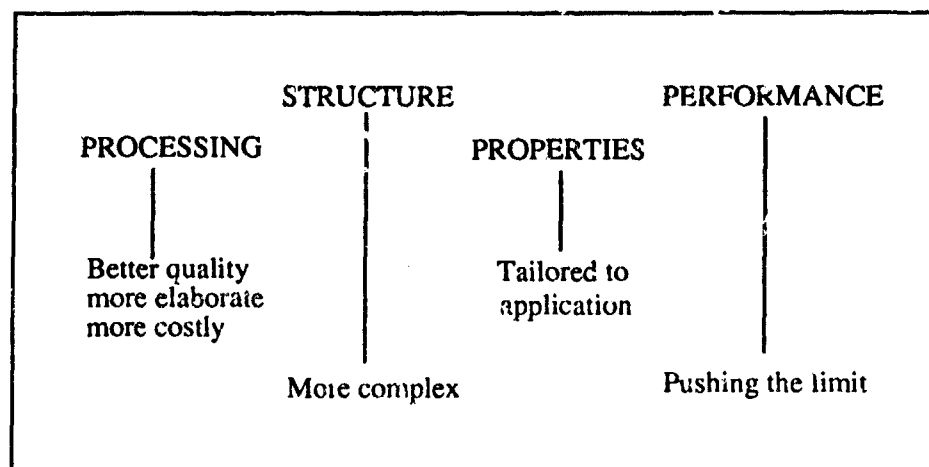 STRUCTURE
PERFORMANCE
PROCESSING
PROPERTIES
Better quality
more elaborate
more costly
Tailored to
application
More complex
Pushing the limit